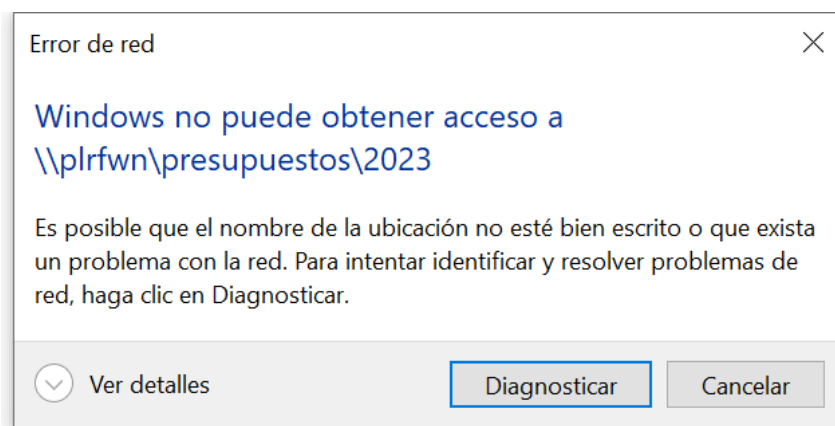 Error de red
Windows no puede obtener acceso a
\\plrfwn\presupuestos\2023
Es posible que el nombre de la ubicación no esté bien escrito o que exista
un problema con la red. Para intentar identificar y resolver problemas de
red, haga clic en Diagnosticar.
Ver detalles
Diagnosticar
Cancelar